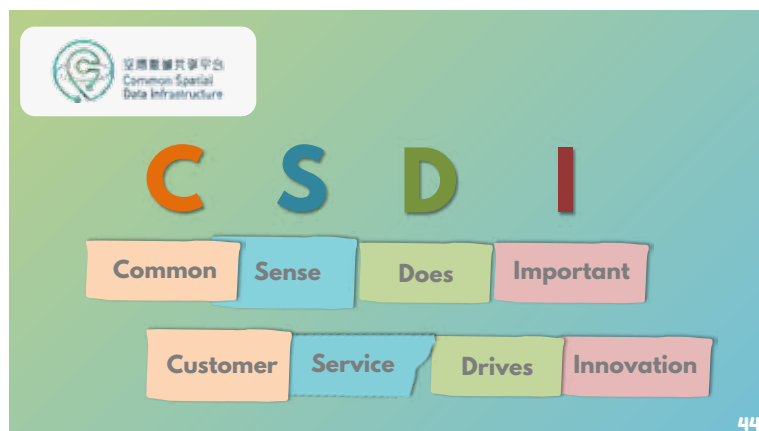 空間數據共享平台
Common Spatial
Data Infrastructure
C S D I
Common Sense Does Important
Customer Service Drives Innovation
44